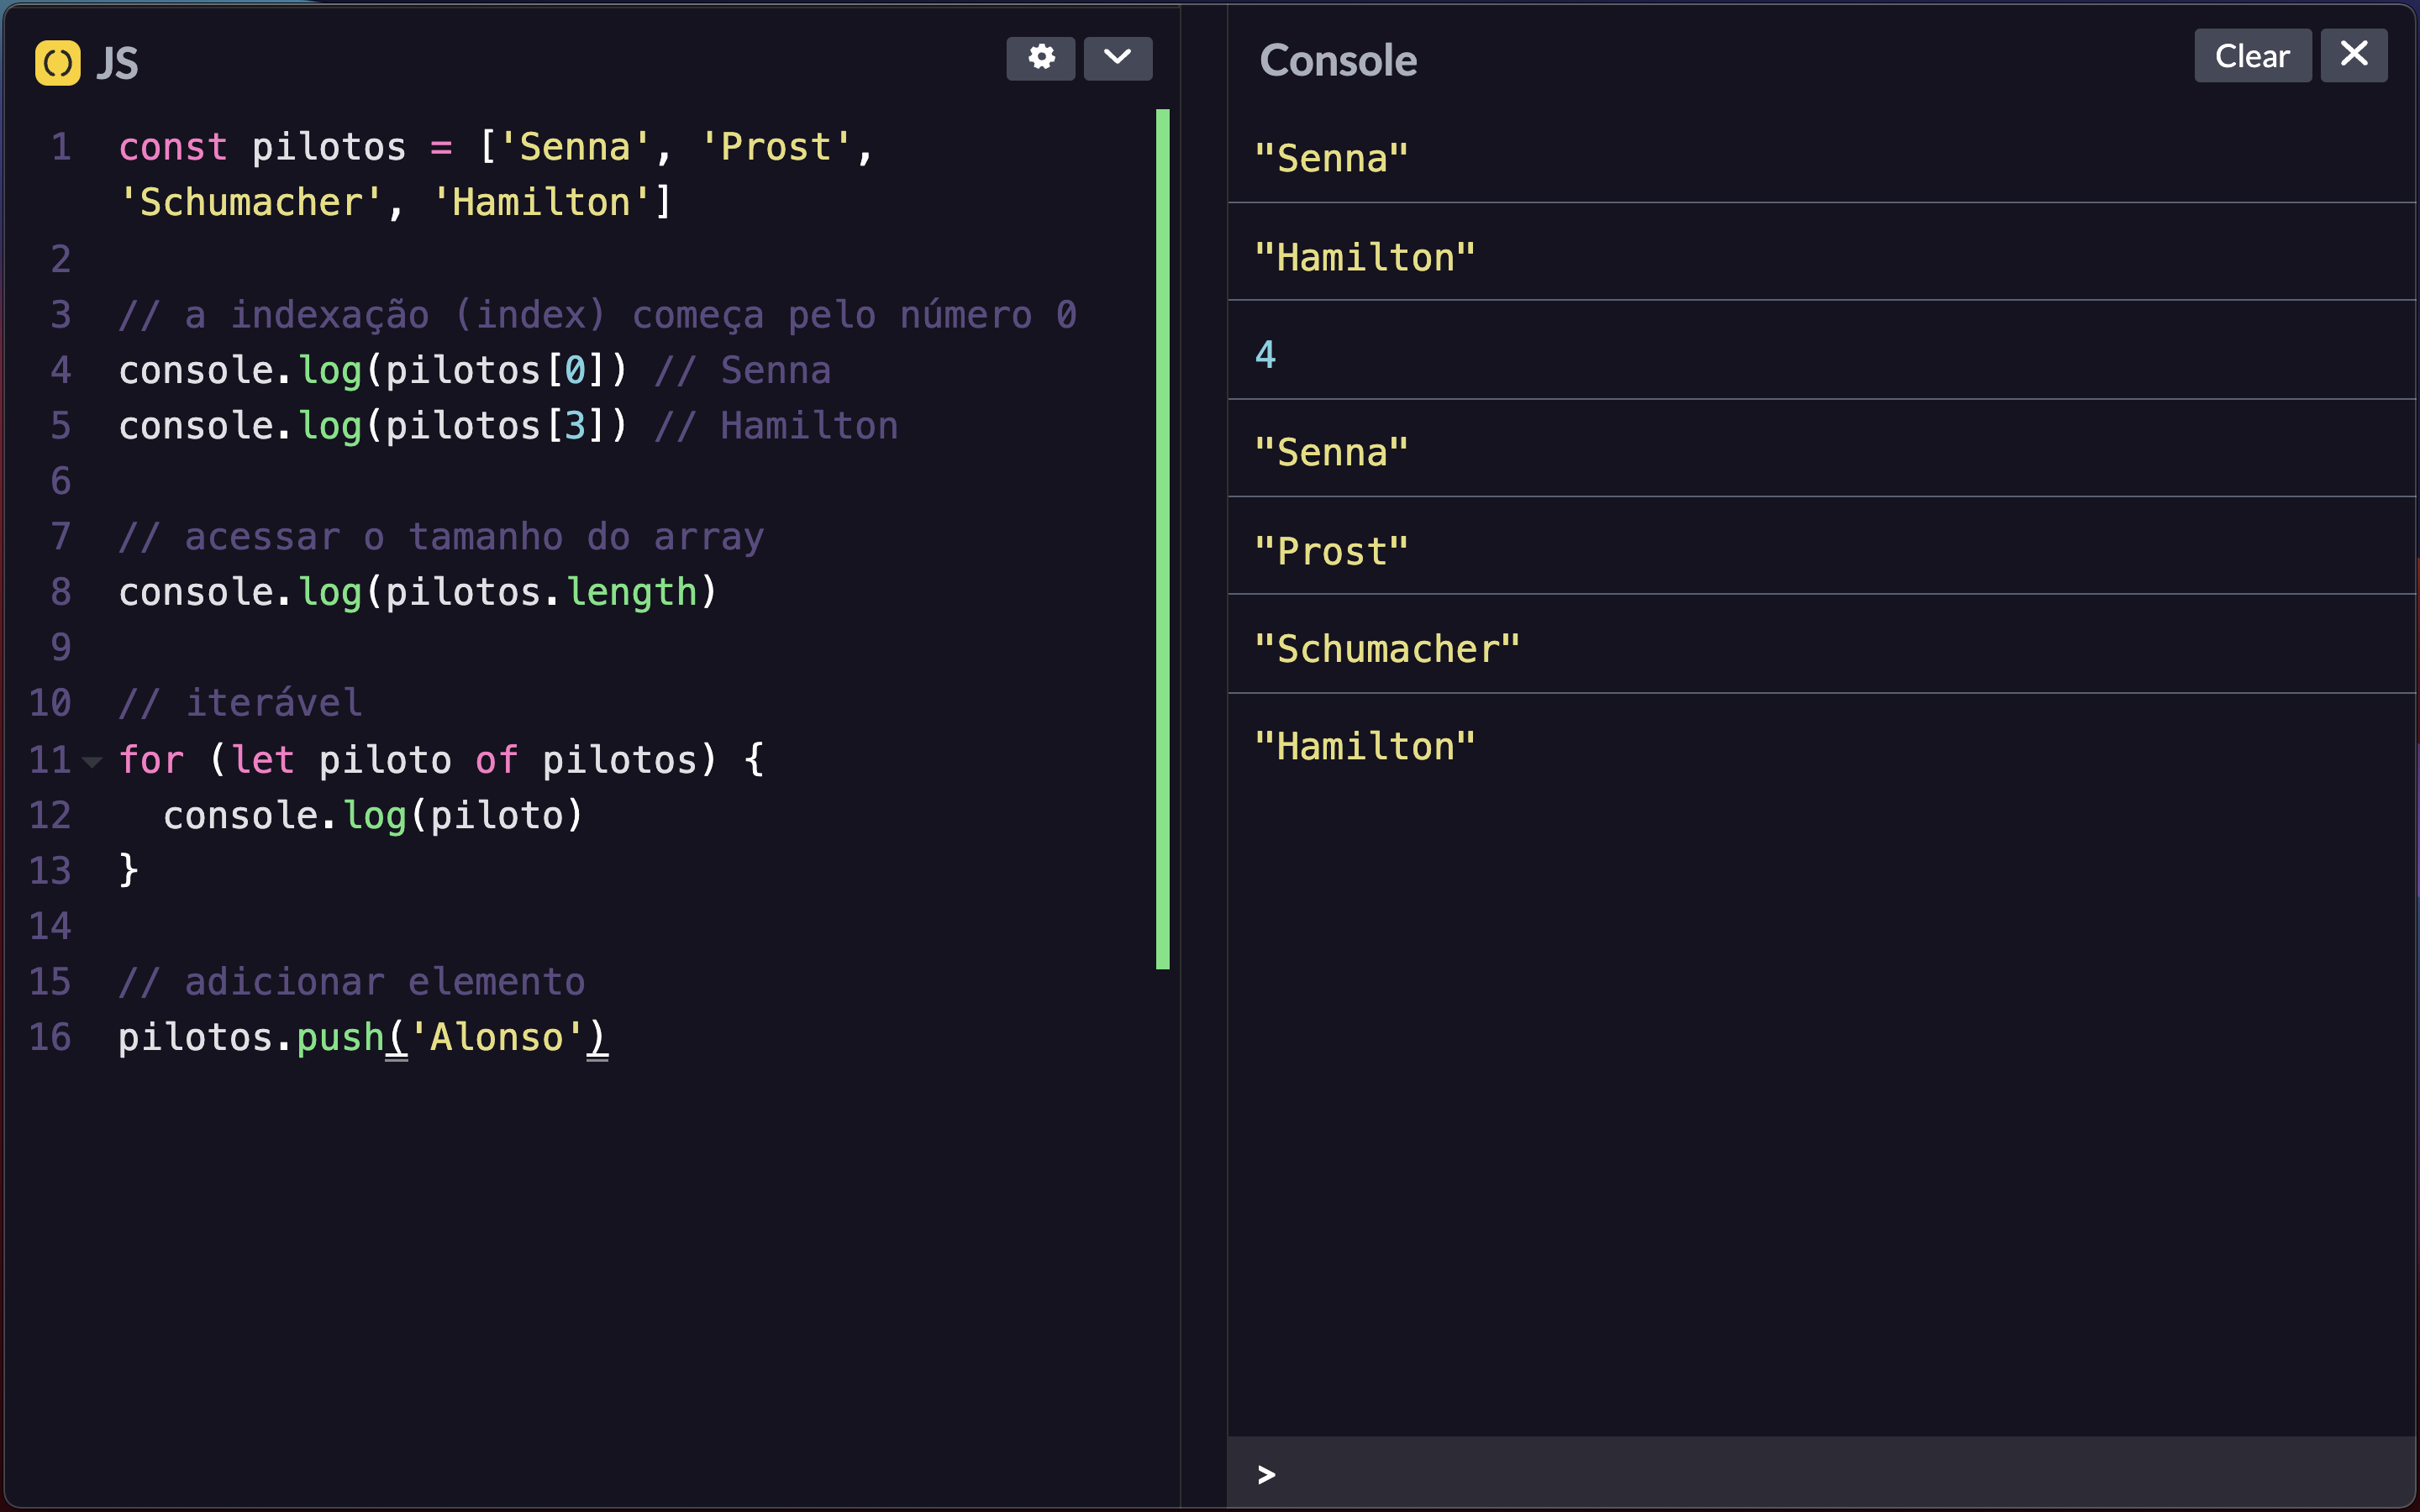 JS
1 const pilotos = ['Senna', 'Prost',
'Schumacher', 'Hamilton']
2
3 // a indexação (index) começa pelo número 0
4 console.log(pilotos[0]) // Senna
5 console.log(pilotos[3]) // Hamilton
6
7 // acessar o tamanho do array
8 console.log(pilotos.length)
9
10 // iterável
11 for (let piloto of pilotos) {
12   console.log(piloto)
13 }
14
15 // adicionar elemento
16 pilotos.push('Alonso')
Console
Clear
"Senna"
"Hamilton"
4
"Senna"
"Prost"
"Schumacher"
"Hamilton"
>